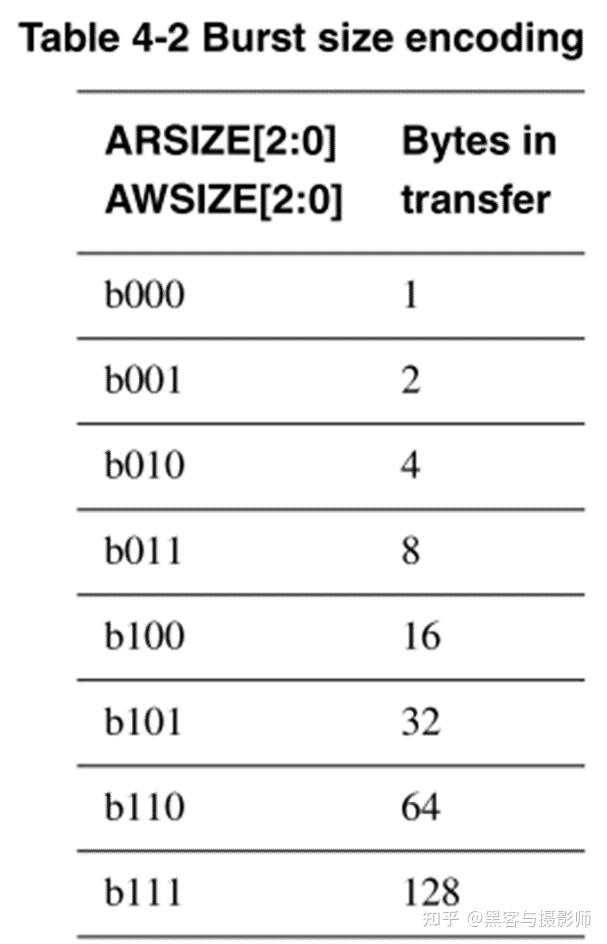 Table 4-2 Burst size encoding
ARSIZE[2:0] Bytes in
AWSIZE[2:0] transfer
b000 1
b001 2
b010 4
b011 8
b100 16
b101 32
b110 64
b111 128
知乎 @黑客与摄影师